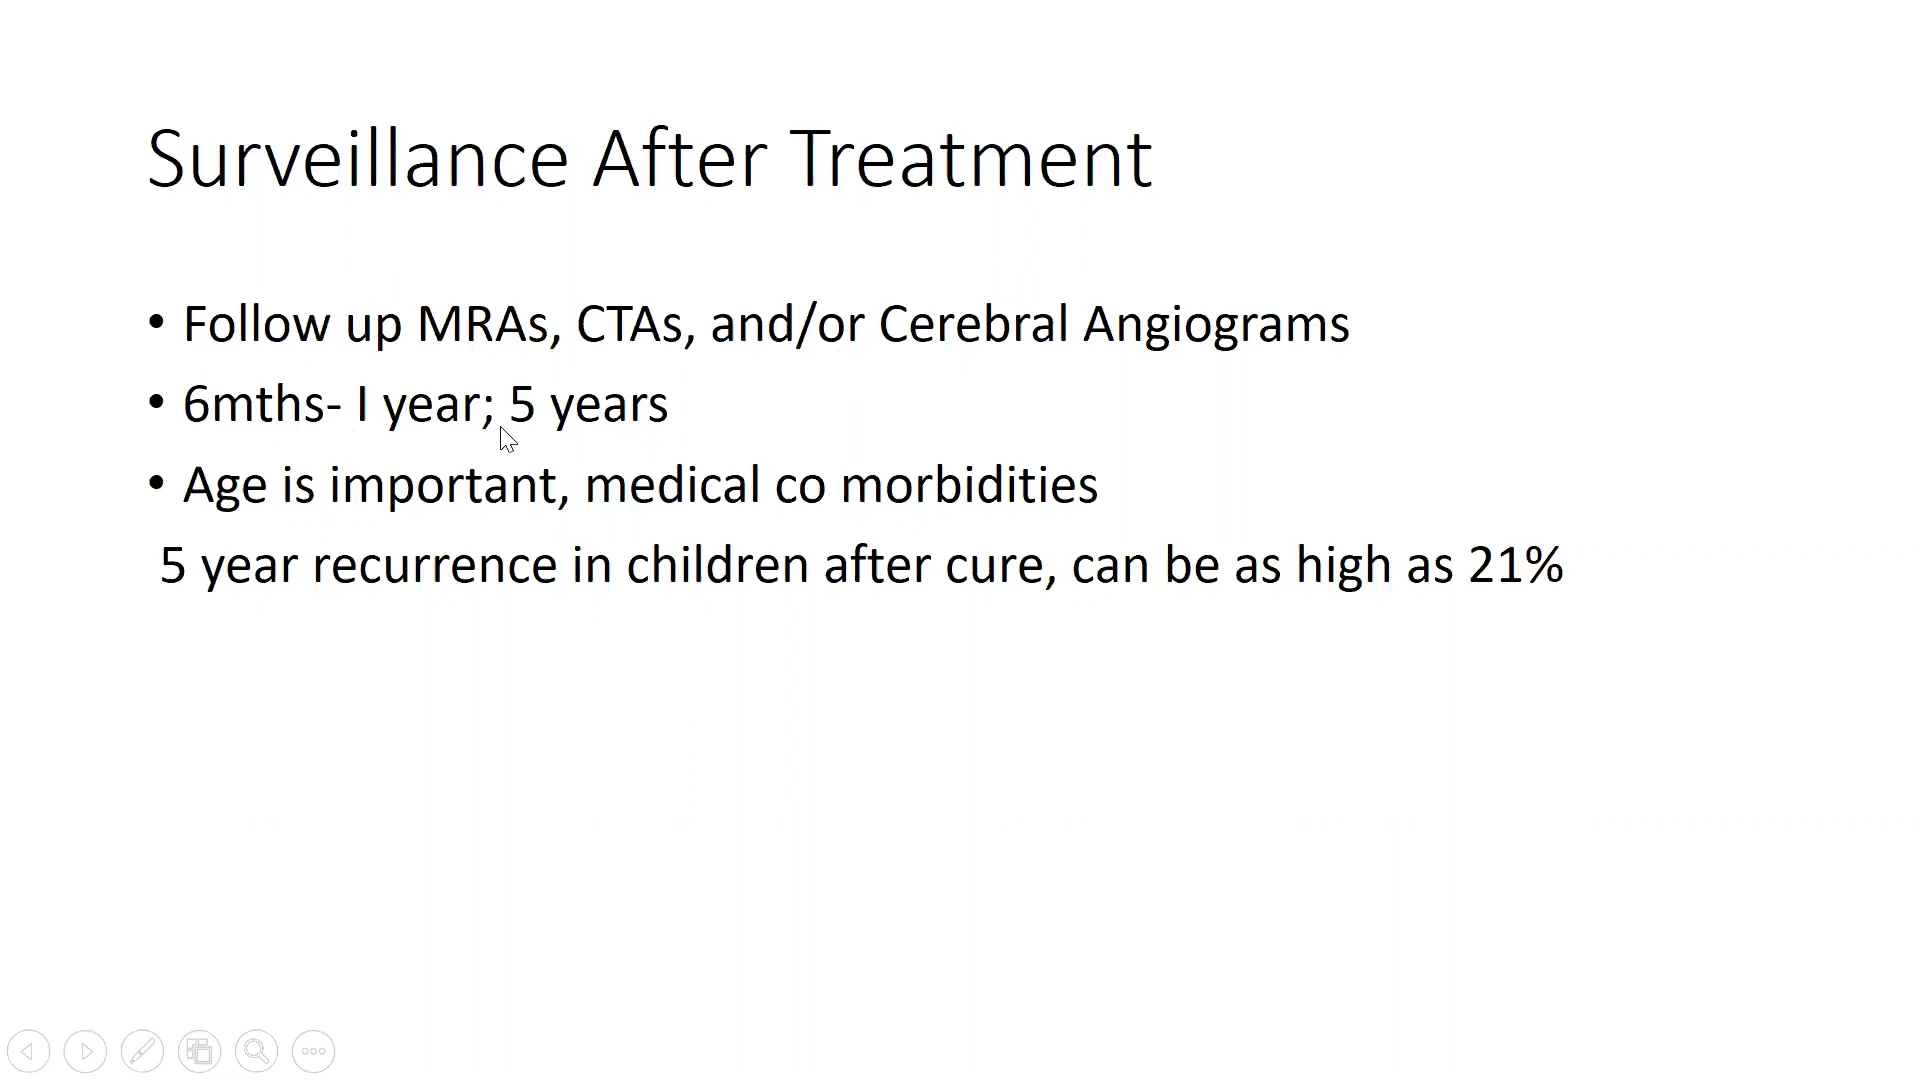 Surveillance After Treatment
• Follow up MRAs, CTAs, and/or Cerebral Angiograms
• 6mths- I year; 5 years
• Age is important, medical co morbidities
5 year recurrence in children after cure, can be as high as 21%